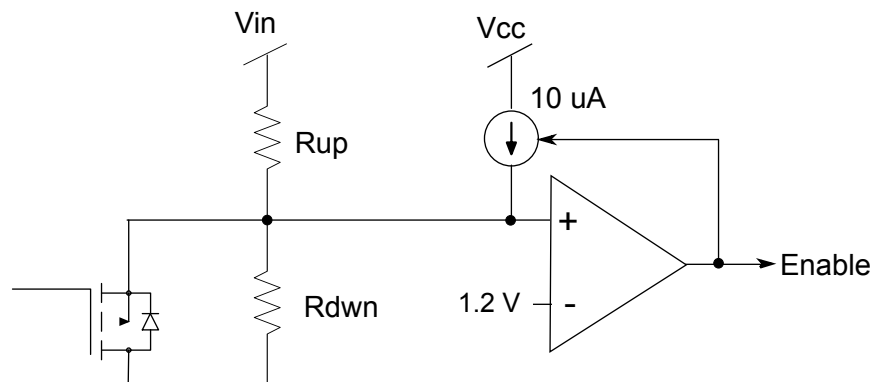 Vin
Vcc
10 uA
Rup
+
Enable
1.2 V
-
Rdwn